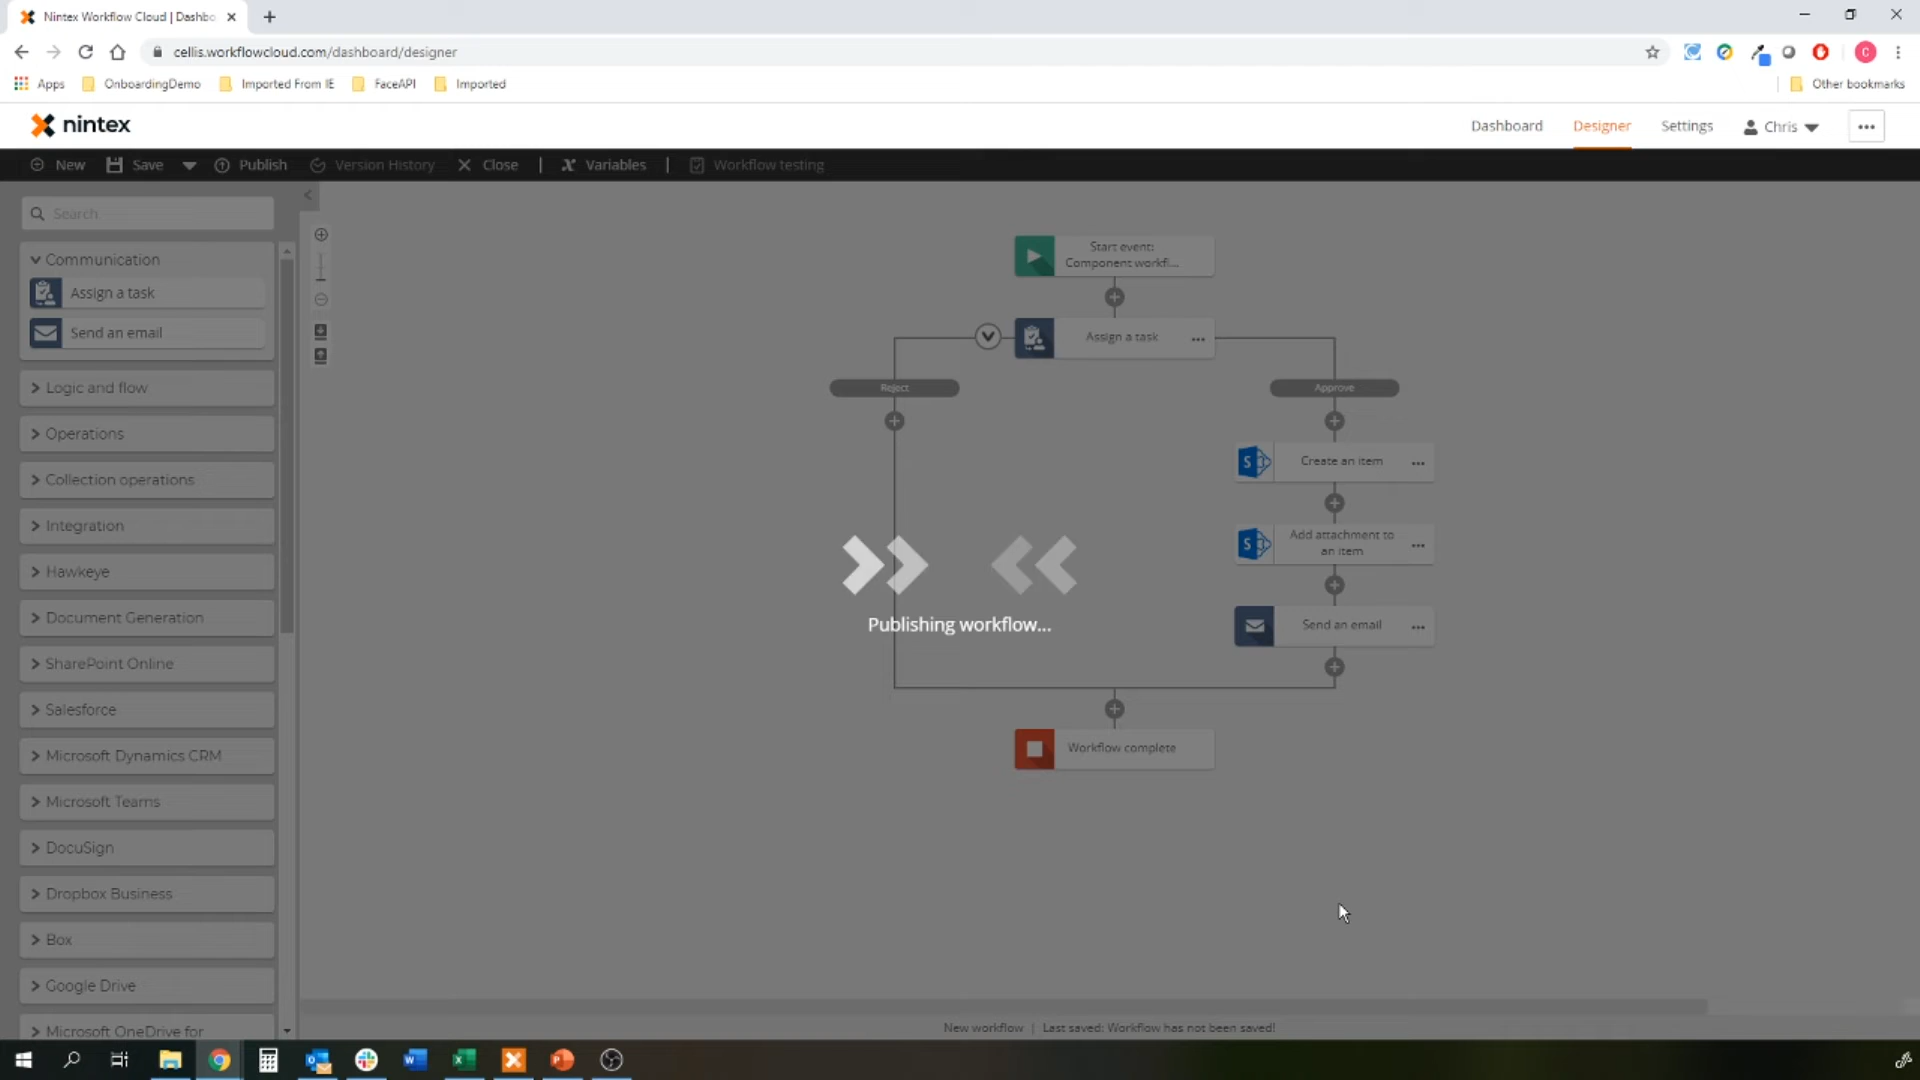 Nintex Workflow Cloud | Dashbo
cellis.workflowcloud.com/dashboard/designer
Apps
OnboardingDemo
Imported From IE
FaceAPI
Imported
Other bookmarks
nintex
Dashboard
Designer
Settings
Chris
New
Save
Publish
Version History
Close
Variables
Workflow testing
Search
Communication
Assign a task
Send an email
Logic and flow
Operations
Collection operations
Integration
Hawkeye
Document Generation
SharePoint Online
Salesforce
Microsoft Dynamics CRM
Microsoft Teams
DocuSign
Dropbox Business
Box
Google Drive
Microsoft OneDrive for
Start event:
Component workfl...
Assign a task
Reject
Approve
Create an item
Add attachment to
an item
Send an email
Publishing workflow...
Workflow complete
New workflow | Last saved: Workflow has not been saved!